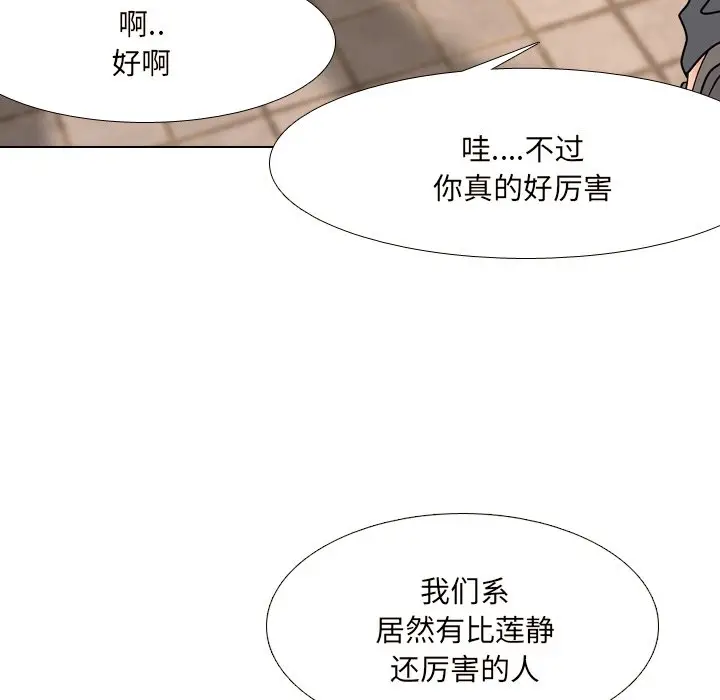 啊..
好啊
哇....不过
你真的好厉害
我们系
居然有比莲静
还厉害的人